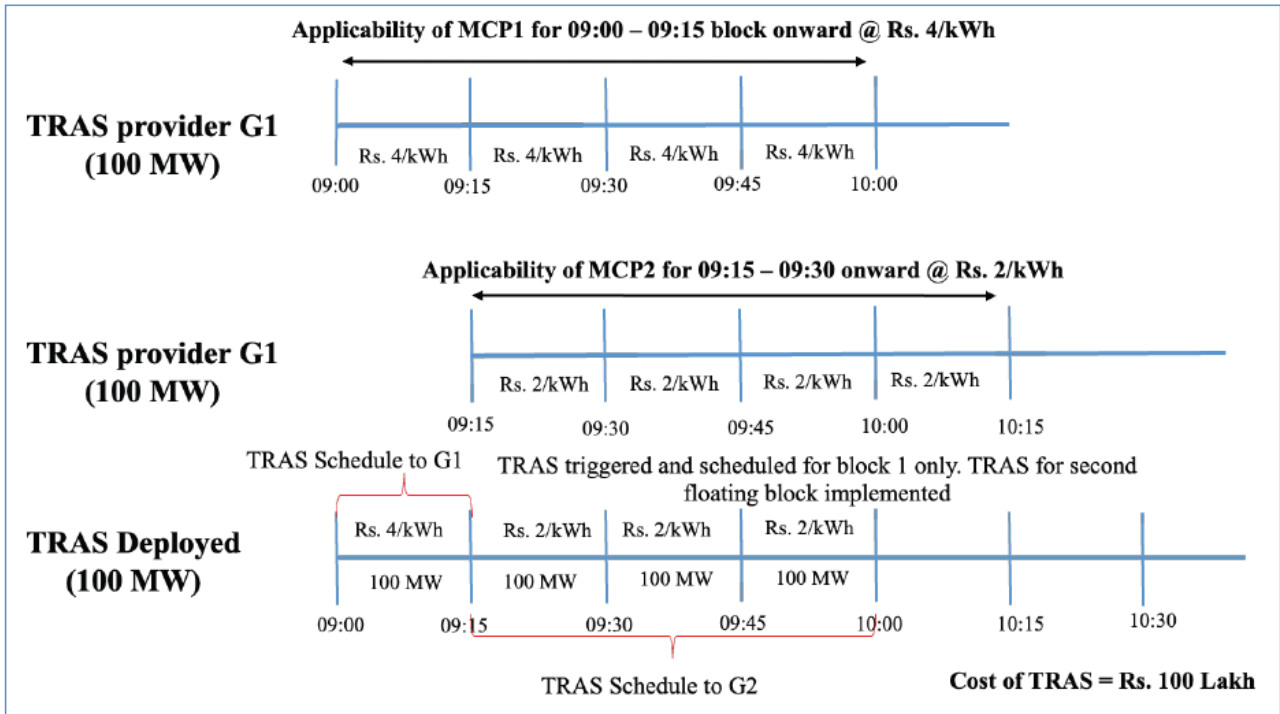 Applicability of MCP1 for 09:00 – 09:15 block onward @ Rs. 4/kWh
TRAS provider G1
(100 MW)
Rs. 4/kWh Rs. 4/kWh Rs. 4/kWh Rs. 4/kWh
09:00 09:15 09:30 09:45 10:00
Applicability of MCP2 for 09:15 – 09:30 onward @ Rs. 2/kWh
TRAS provider G1
(100 MW)
Rs. 2/kWh Rs. 2/kWh Rs. 2/kWh Rs. 2/kWh
09:15 09:30 09:45 10:00 10:15
TRAS Schedule to G1
TRAS triggered and scheduled for block 1 only. TRAS for second
floating block implemented
TRAS Deployed
(100 MW)
Rs. 4/kWh Rs. 2/kWh Rs. 2/kWh Rs. 2/kWh
100 MW 100 MW 100 MW 100 MW
09:00 09:15 09:30 09:45 10:00 10:15 10:30
TRAS Schedule to G2
Cost of TRAS = Rs. 100 Lakh